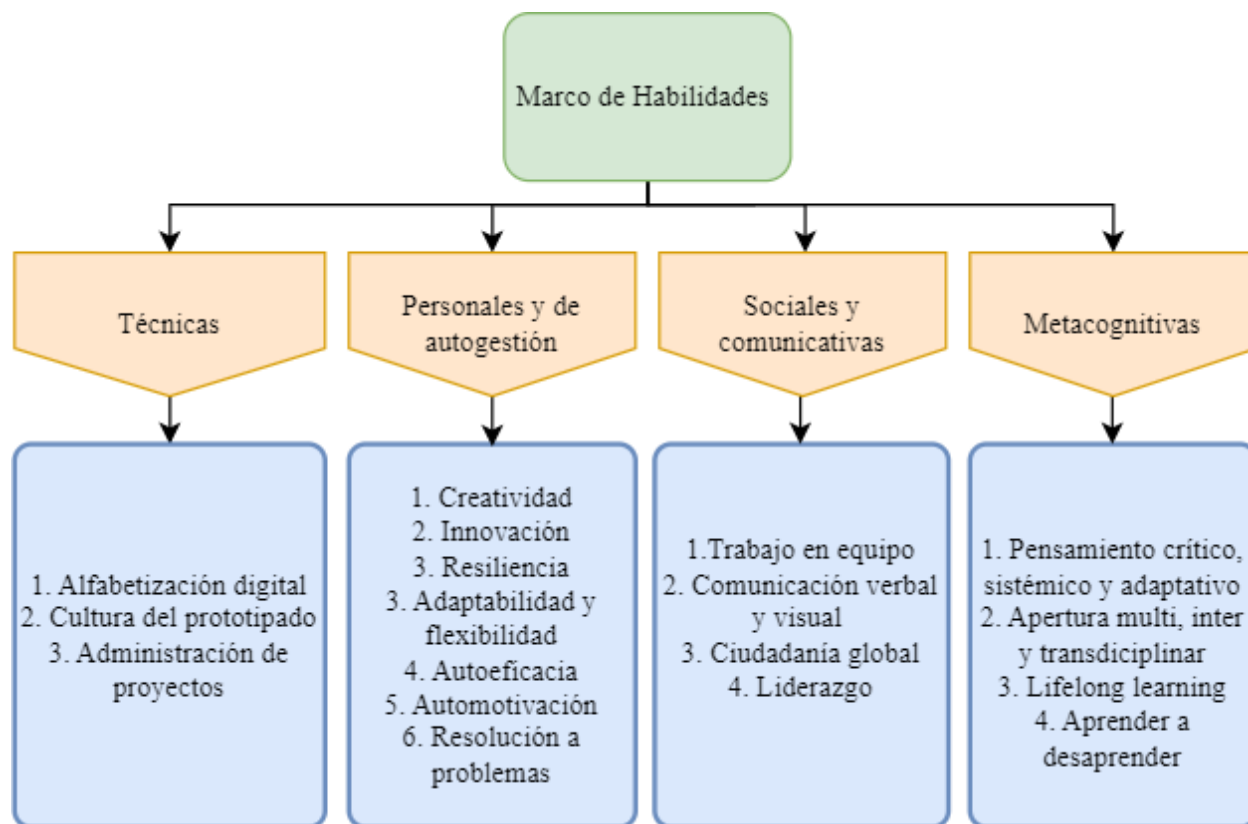 Marco de Habilidades
Técnicas
Personales y de
autogestión
Sociales y
comunicativas
Metacognitivas
1. Alfabetización digital
2. Cultura del prototipado
3. Administración de
proyectos
1. Creatividad
2. Innovación
3. Resiliencia
3. Adaptabilidad y
flexibilidad
4. Autoeficacia
5. Automotivación
6. Resolución a
problemas
1.Trabajo en equipo
2. Comunicación verbal
y visual
3. Ciudadanía global
4. Liderazgo
1. Pensamiento crítico,
sistémico y adaptativo
2. Apertura multi, inter
y transdiciplinar
3. Lifelong learning
4. Aprender a
desaprender